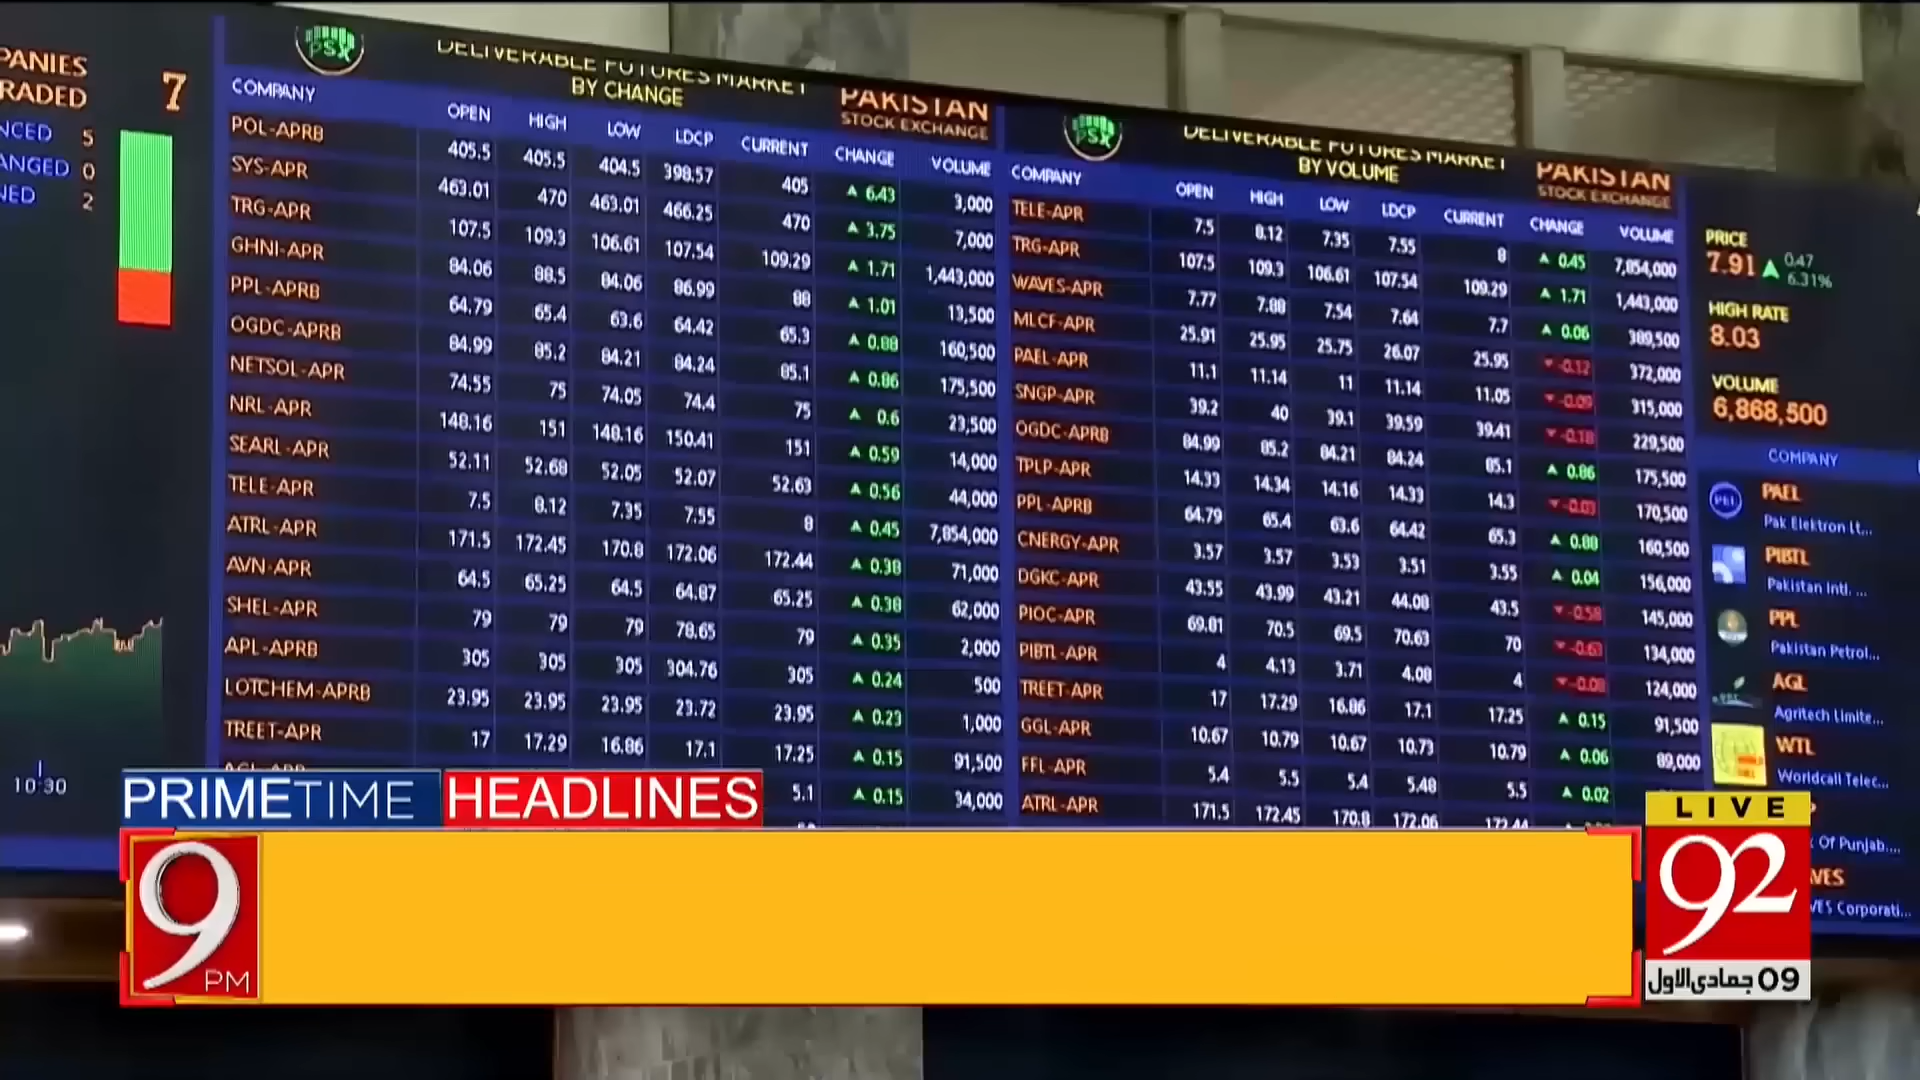 PANIES
RADED 7
NCED 5
ANGED 0
NED 2
10:30
PSX
DELIVERABLE FUTURES MARKET
BY CHANGE
PAKISTAN
STOCK EXCHANGE
COMPANY OPEN HIGH LOW LDCP CURRENT CHANGE VOLUME
POL-APRB 405.5 405.5 404.5 398.57 405 ▲ 6.43 3,000
SYS-APR 463.01 470 463.01 466.25 470 ▲ 3.75 7,000
TRG-APR 107.5 109.3 106.61 107.54 109.29 ▲ 1.71 1,443,000
GHNI-APR 84.06 88.5 84.06 86.99 88 ▲ 1.01 13,500
PPL-APRB 64.79 65.4 63.6 64.42 65.3 ▲ 0.88 160,500
OGDC-APRB 84.99 85.2 84.21 84.24 85.1 ▲ 0.86 175,500
NETSOL-APR 74.55 75 74.05 74.4 75 ▲ 0.6 23,500
NRL-APR 148.16 151 148.16 150.41 151 ▲ 0.59 14,000
SEARL-APR 52.11 52.68 52.05 52.07 52.63 ▲ 0.56 44,000
TELE-APR 7.5 8.12 7.35 7.55 8 ▲ 0.45 7,854,000
ATRL-APR 171.5 172.45 170.8 172.06 172.44 ▲ 0.38 71,000
AVN-APR 64.5 65.25 64.5 64.87 65.25 ▲ 0.38 62,000
SHEL-APR 79 79 79 78.65 79 ▲ 0.35 2,000
APL-APRB 305 305 305 304.76 305 ▲ 0.24 500
LOTCHEM-APRB 23.95 23.95 23.95 23.72 23.95 ▲ 0.23 1,000
TREET-APR 17 17.29 16.86 17.1 17.25 ▲ 0.15 91,500
5.1 ▲ 0.15 34,000
PSX
DELIVERABLE FUTURES MARKET
BY VOLUME
PAKISTAN
STOCK EXCHANGE
COMPANY OPEN HIGH LOW LDCP CURRENT CHANGE VOLUME
TELE-APR 7.5 8.12 7.35 7.55 8 ▲ 0.45 7,854,000
TRG-APR 107.5 109.3 106.61 107.54 109.29 ▲ 1.71 1,443,000
WAVES-APR 7.77 7.88 7.54 7.64 7.7 ▲ 0.06 389,500
MLCF-APR 25.91 25.95 25.75 26.07 25.95 ▼ -0.12 372,000
PAEL-APR 11.1 11.14 11 11.14 11.05 ▼ -0.09 315,000
SNGP-APR 39.2 40 39.1 39.59 39.41 ▼ -0.18 229,500
OGDC-APRB 84.99 85.2 84.21 84.24 85.1 ▲ 0.86 175,500
TPLP-APR 14.33 14.34 14.16 14.33 14.3 ▼ -0.03 170,500
PPL-APRB 64.79 65.4 63.6 64.42 65.3 ▲ 0.88 160,500
CNERGY-APR 3.57 3.57 3.53 3.51 3.55 ▲ 0.04 156,000
DGKC-APR 43.55 43.99 43.21 44.08 43.5 ▼ -0.58 145,000
PIOC-APR 69.81 70.5 69.5 70.63 70 ▼ -0.63 134,000
PIBTL-APR 4 4.13 3.71 4.08 4 ▼ -0.08 124,000
TREET-APR 17 17.29 16.86 17.1 17.25 ▲ 0.15 91,500
GGL-APR 10.67 10.79 10.67 10.73 10.79 ▲ 0.06 89,000
FFL-APR 5.4 5.5 5.4 5.48 5.5 ▲ 0.02
ATRL-APR 171.5 172.45 170.8 172.06 172.44
PRICE
7.91 ▲ 0.47
6.31%
HIGH RATE
8.03
VOLUME
6,868,500
COMPANY
PAEL
Pak Elektron Lt...
PIBTL
Pakistan Intl. ...
PPL
Pakistan Petrol...
AGL
Agritech Limite...
WTL
Worldcall Telec...
Of Punjab....
VES
VES Corporati...
PRIMETIME HEADLINES
9
PM
LIVE
92
09 جمادی الاول